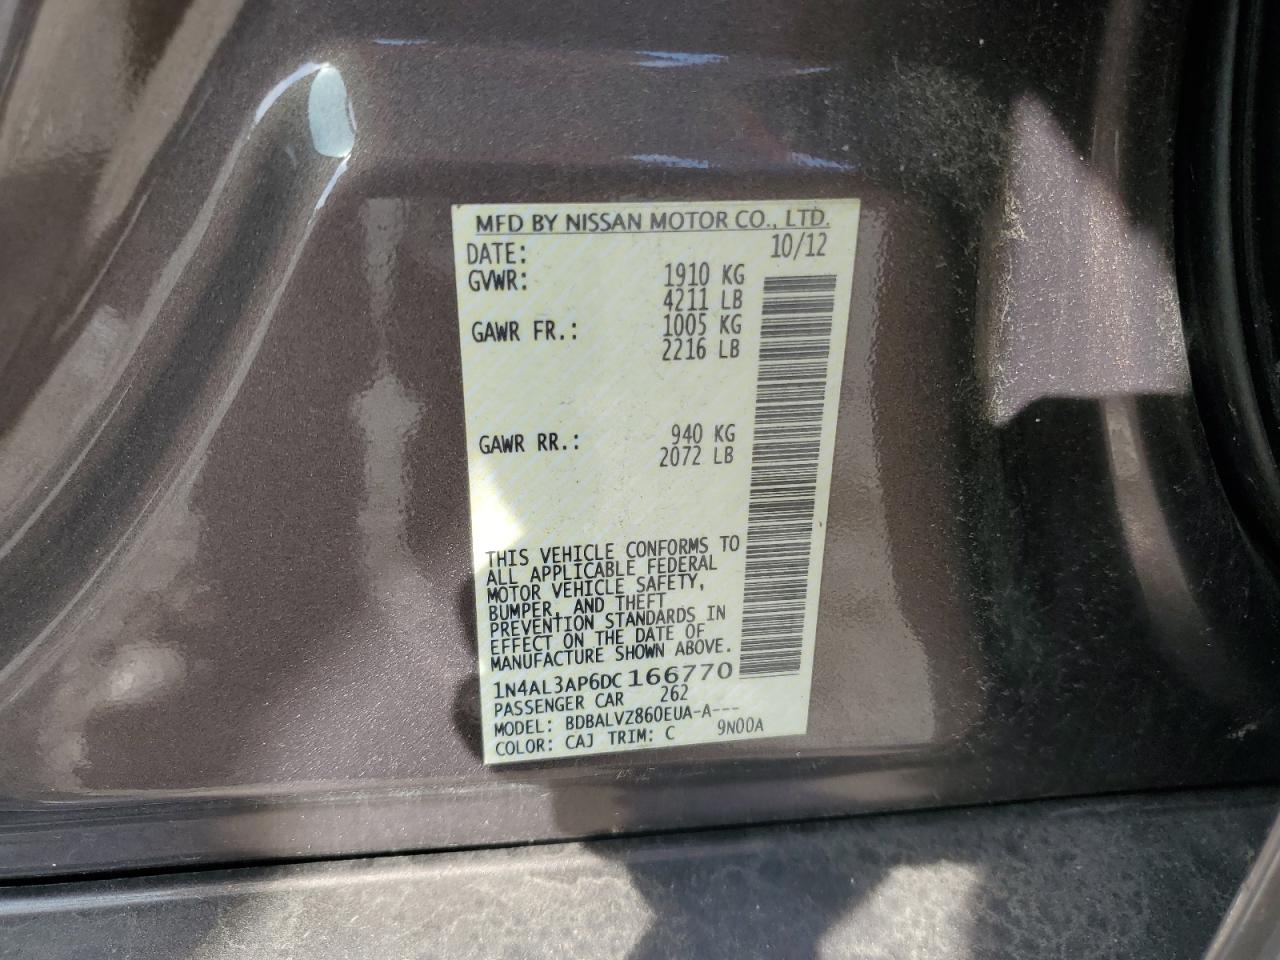 MFD BY NISSAN MOTOR CO., LTD.
DATE: 10/12
GVWR: 1910 KG
4211 LB
GAWR FR.: 1005 KG
2216 LB
GAWR RR.: 940 KG
2072 LB
THIS VEHICLE CONFORMS TO
ALL APPLICABLE FEDERAL
MOTOR VEHICLE SAFETY,
BUMPER, AND THEFT
PREVENTION STANDARDS IN
EFFECT ON THE DATE OF
MANUFACTURE SHOWN ABOVE.
1N4AL3AP6DC166770
PASSENGER CAR 262
MODEL: BDBALVZ860EUA-A---
COLOR: CAJ TRIM: C 9N00A